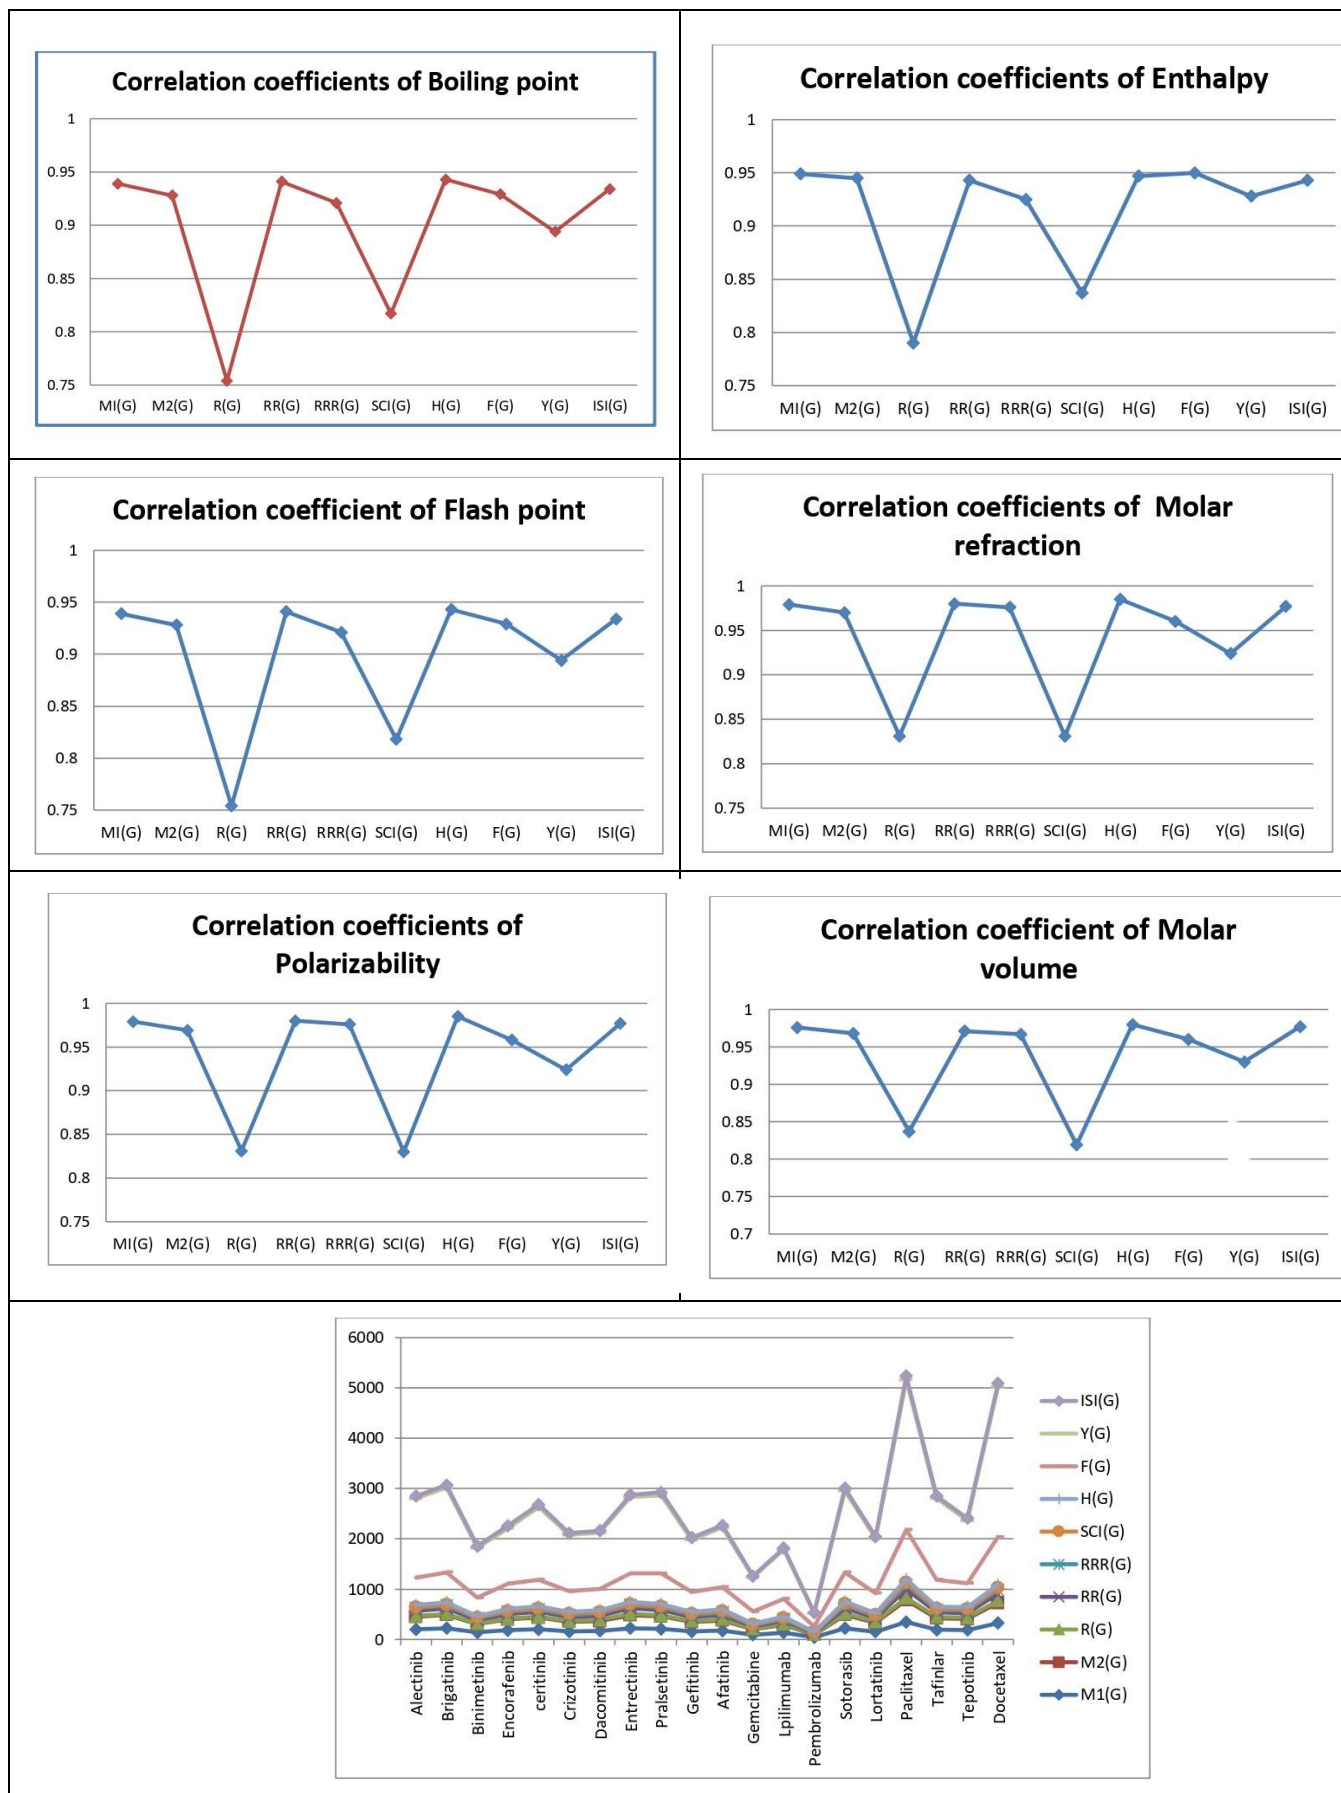 Correlation coefficients of Boiling point
1
0.95
0.9
0.85
0.8
0.75
MI(G) M2(G) R(G) RR(G) RRR(G) SCI(G) H(G) F(G) Y(G) ISI(G)
Correlation coefficients of Enthalpy
1
0.95
0.9
0.85
0.8
0.75
MI(G) M2(G) R(G) RR(G) RRR(G) SCI(G) H(G) F(G) Y(G) ISI(G)
Correlation coefficient of Flash point
1
0.95
0.9
0.85
0.8
0.75
MI(G) M2(G) R(G) RR(G) RRR(G) SCI(G) H(G) F(G) Y(G) ISI(G)
Correlation coefficients of Molar
refraction
1
0.95
0.9
0.85
0.8
0.75
MI(G) M2(G) R(G) RR(G) RRR(G) SCI(G) H(G) F(G) Y(G) ISI(G)
Correlation coefficients of
Polarizability
1
0.95
0.9
0.85
0.8
0.75
MI(G) M2(G) R(G) RR(G) RRR(G) SCI(G) H(G) F(G) Y(G) ISI(G)
Correlation coefficient of Molar
volume
1
0.95
0.9
0.85
0.8
0.75
0.7
MI(G) M2(G) R(G) RR(G) RRR(G) SCI(G) H(G) F(G) Y(G) ISI(G)
6000
5000
4000
3000
2000
1000
0
Alectinib
Brigatinib
Binimetinib
Encorafenib
ceritinib
Crizotinib
Dacomitinib
Entrectinib
Pralsetinib
Gefitinib
Afatinib
Gemcitabine
Lpilimumab
Pembrolizumab
Sotorasib
Lortatinib
Paclitaxel
Tafinlar
Tepotinib
Docetaxel
ISI(G)
Y(G)
F(G)
H(G)
SCI(G)
RRR(G)
RR(G)
R(G)
M2(G)
M1(G)